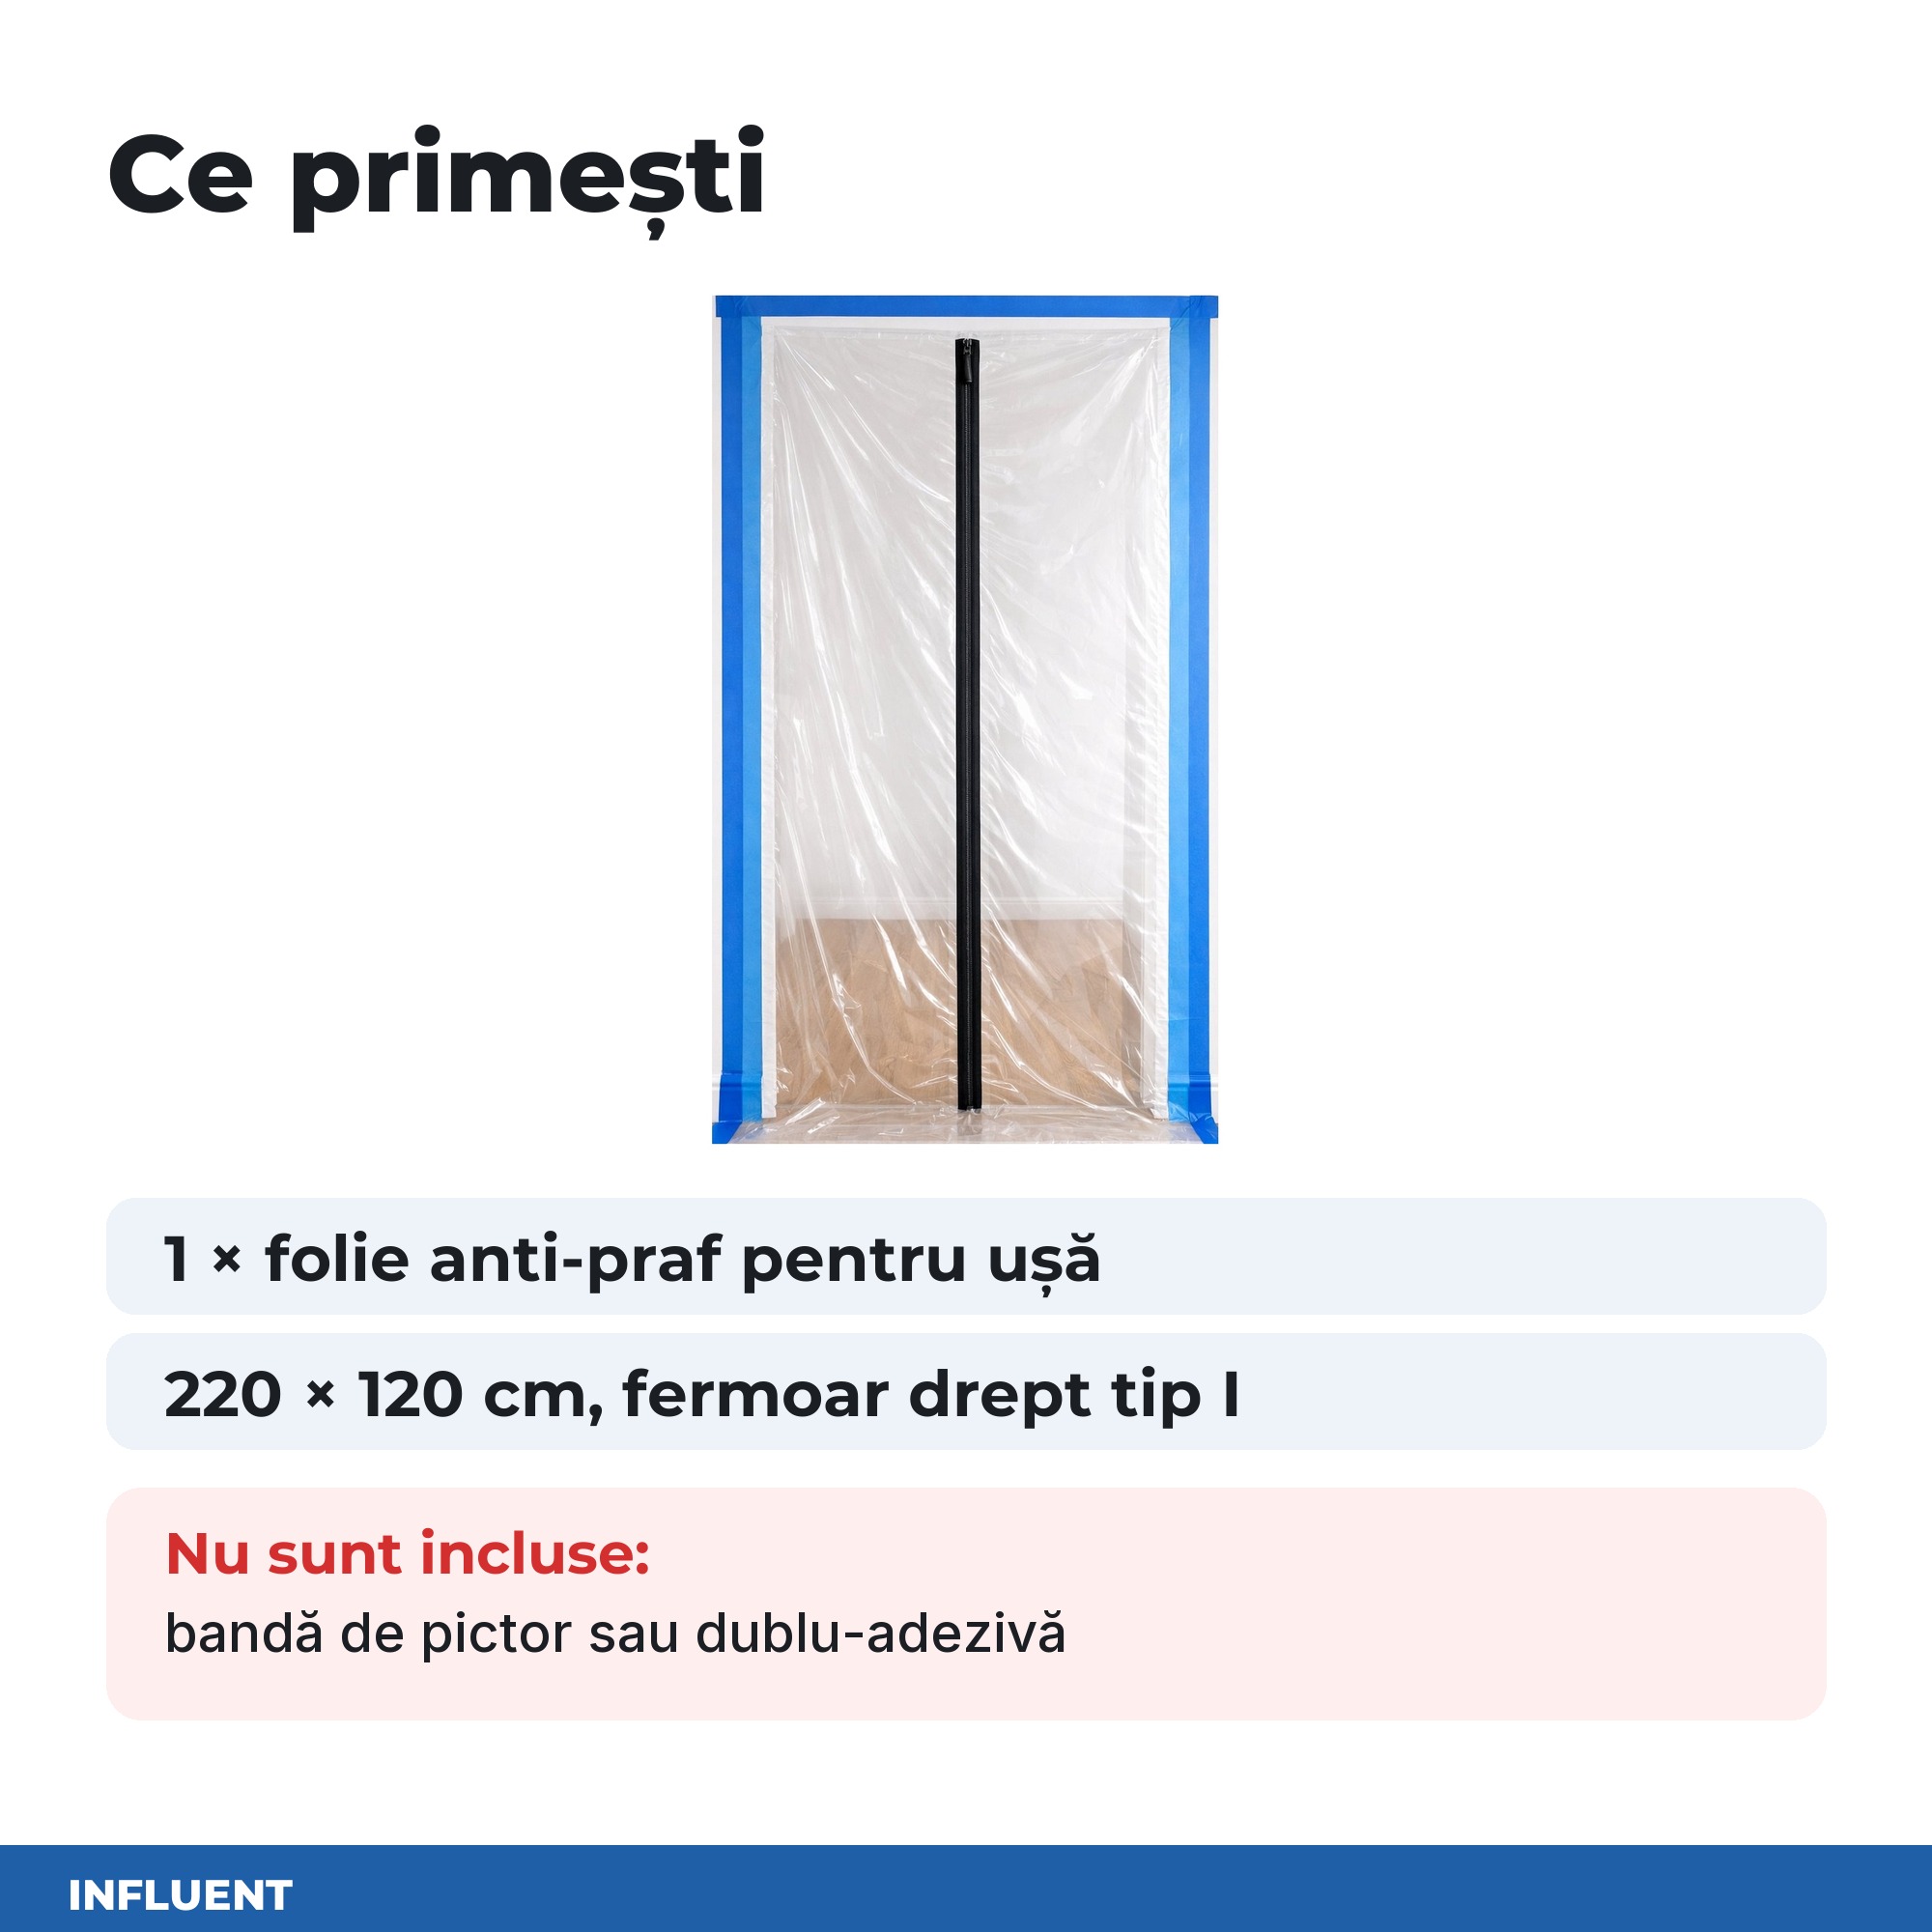 Ce primești
1 × folie anti-praf pentru ușă
220 × 120 cm, fermoar drept tip I
Nu sunt incluse:
bandă de pictor sau dublu-adezivă
INFLUENT